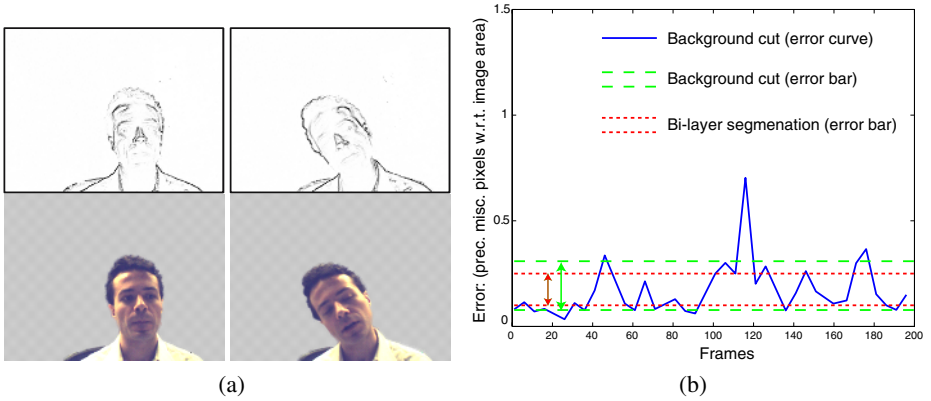 1.5
1
0.5
0
Error. (prec. misc. pixels w.r.t. image area)
Background cut (error curve)
Background cut (error bar)
Bi-layer segmenation (error bar)
0 20 40 60 80 100 120 140 160 180 200
Frames
(a)
(b)